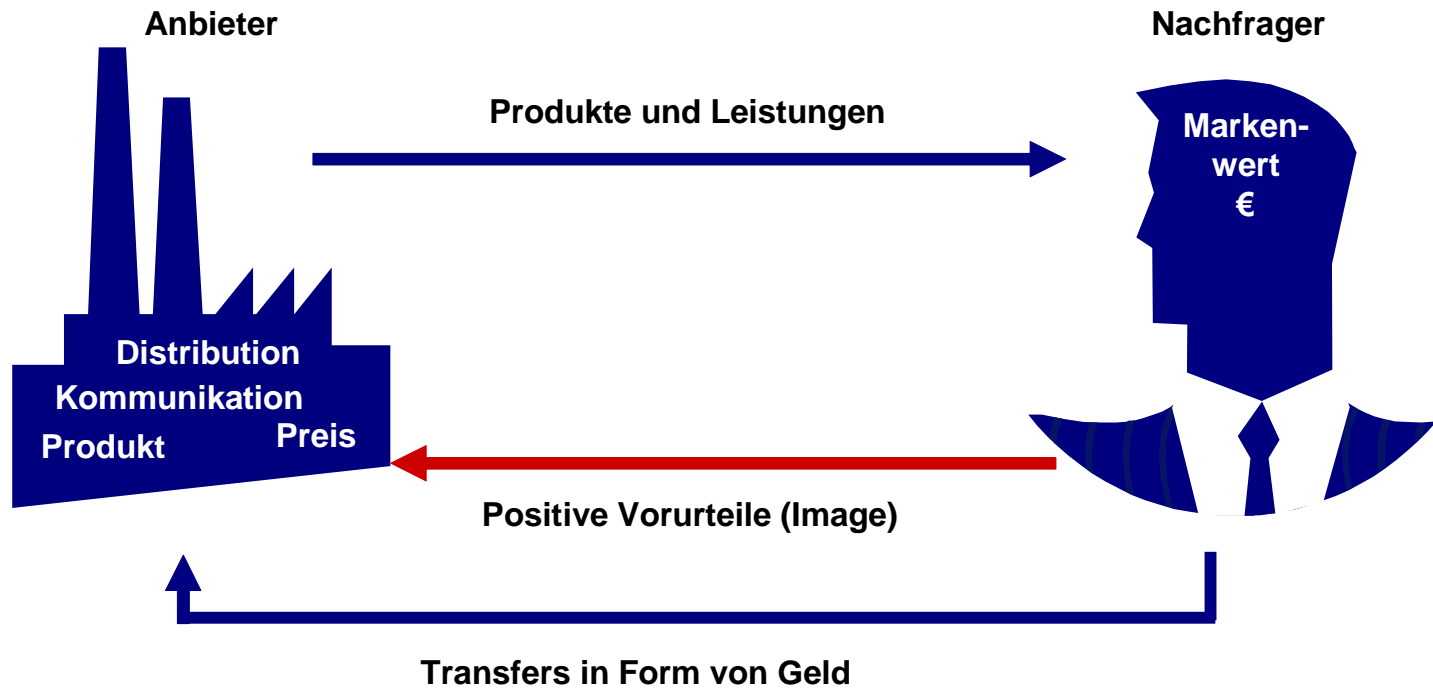 Anbieter
Nachfrager
Produkte und Leistungen
Marken-
wert
€
Distribution
Kommunikation
Produkt
Preis
Positive Vorurteile (Image)
Transfers in Form von Geld